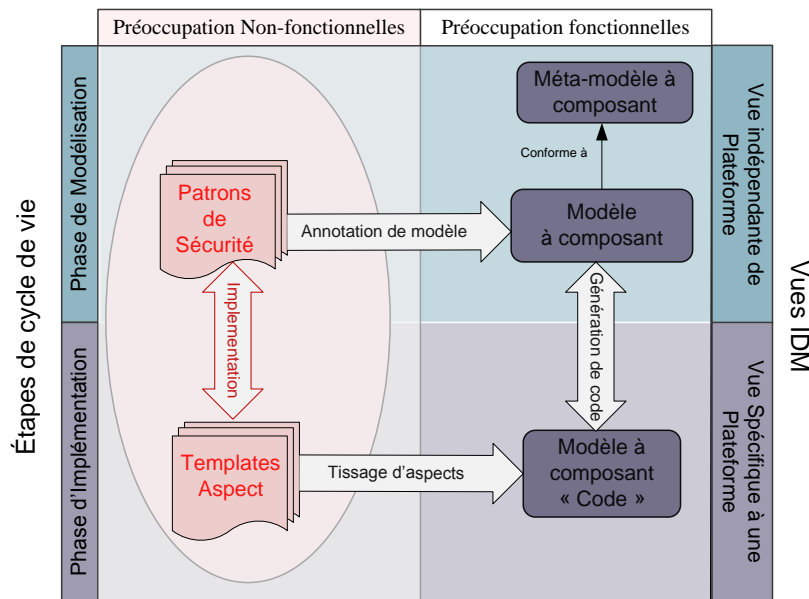 Préoccupation Non-fonctionnelles
Préoccupation fonctionnelles
Étapes de cycle de vie
Phase de Modélisation
Phase d'Implémentation
Méta-modèle à
composant
Conforme à
Patrons
de
Sécurité
Annotation de modèle
Modèle
à composant
Implementation
Génération de
code
Templates
Aspect
Tissage d'aspects
Modèle à
composant
« Code »
Vue indépendante de
Plateforme
Vue Spécifique à une
Plateforme
Vues IDM